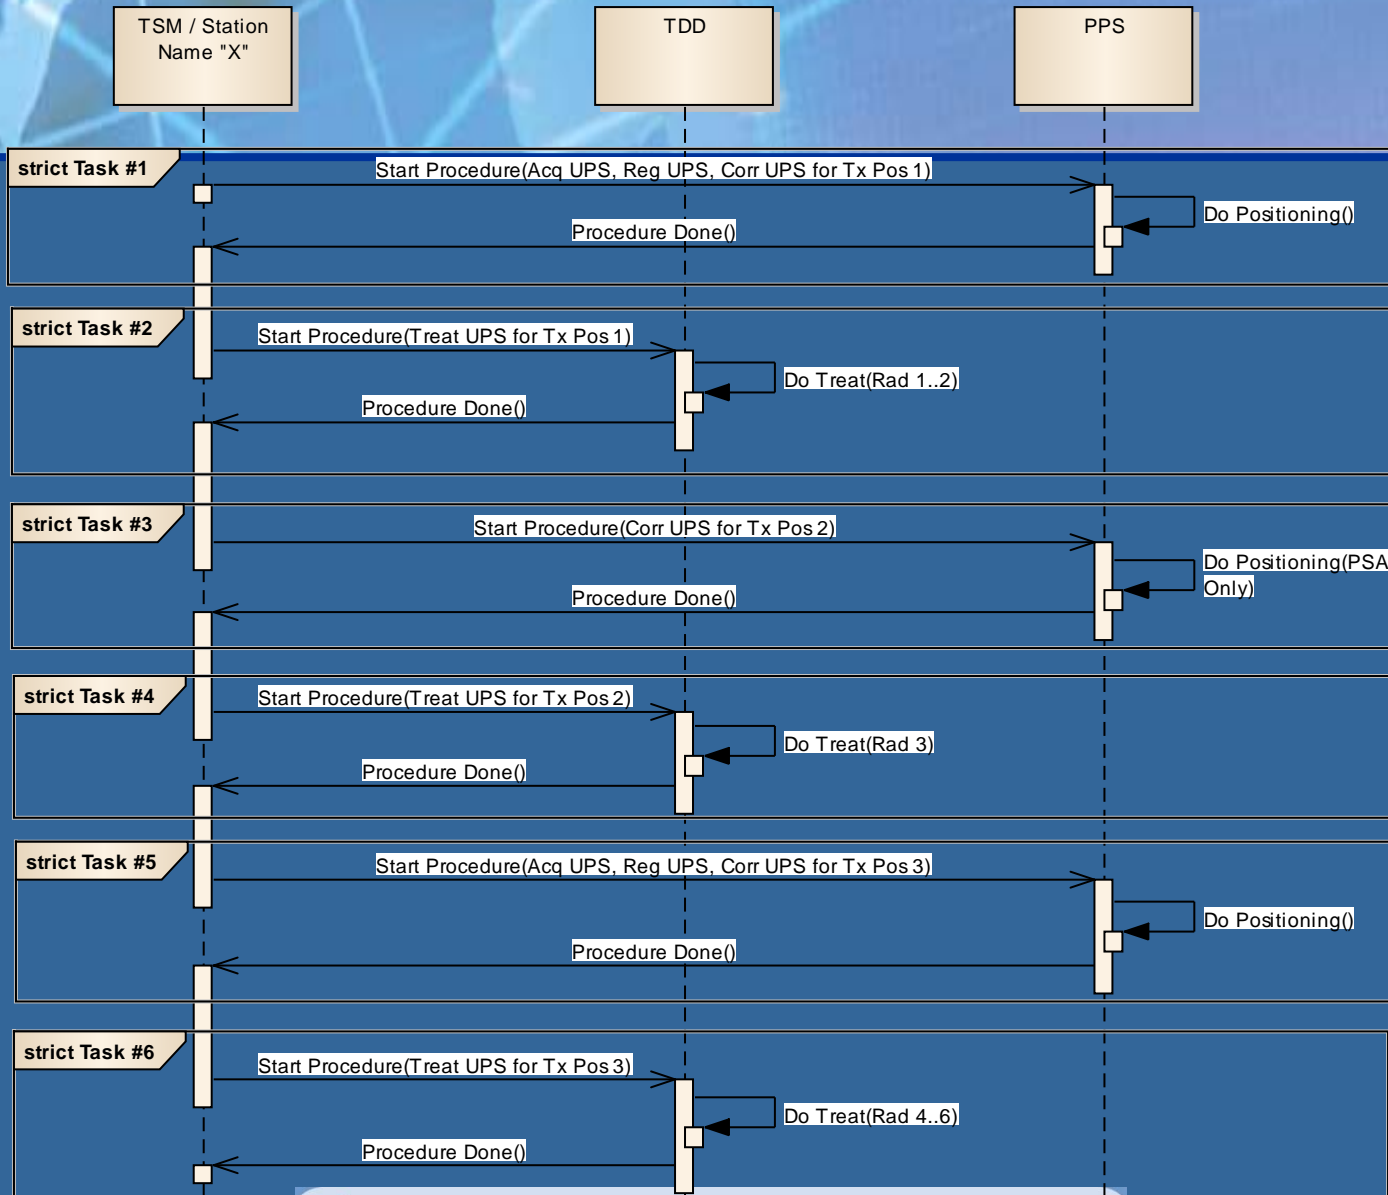 TSM / Station
Name "X"
TDD
PPS
strict Task #1
Start Procedure(Acq UPS, Reg UPS, Corr UPS for Tx Pos 1)
Do Positioning()
Procedure Done()
strict Task #2
Start Procedure(Treat UPS for Tx Pos 1)
Do Treat(Rad 1..2)
Procedure Done()
strict Task #3
Start Procedure(Corr UPS for Tx Pos 2)
Do Positioning(PSA
Only)
Procedure Done()
strict Task #4
Start Procedure(Treat UPS for Tx Pos 2)
Do Treat(Rad 3)
Procedure Done()
strict Task #5
Start Procedure(Acq UPS, Reg UPS, Corr UPS for Tx Pos 3)
Do Positioning()
Procedure Done()
strict Task #6
Start Procedure(Treat UPS for Tx Pos 3)
Do Treat(Rad 4..6)
Procedure Done()